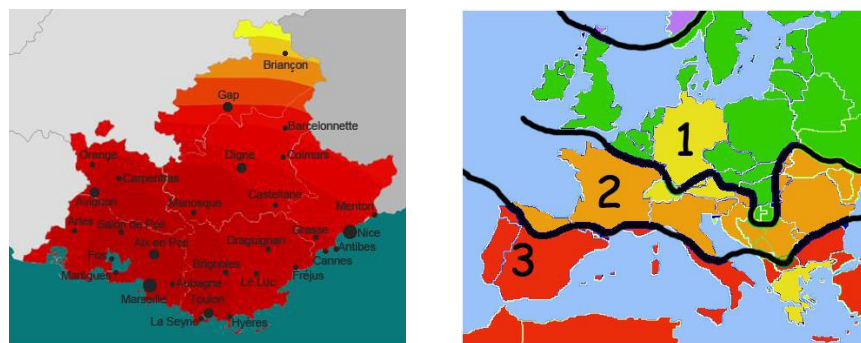 Briançon
Gap
Barcelonnette
Orange
Digne
Colmars
Carpentras
Avignon
Castellane
Manosque
Menton
Arles
Salon de Pce
Nice
Grasse
Aix en Pce
Draguignan
Antibes
Fos
Cannes
Brignoles
Martigues
Le Luc
Fréjus
Aubagne
Marseille
Toulon
La Seyne
Hyères
1
2
3